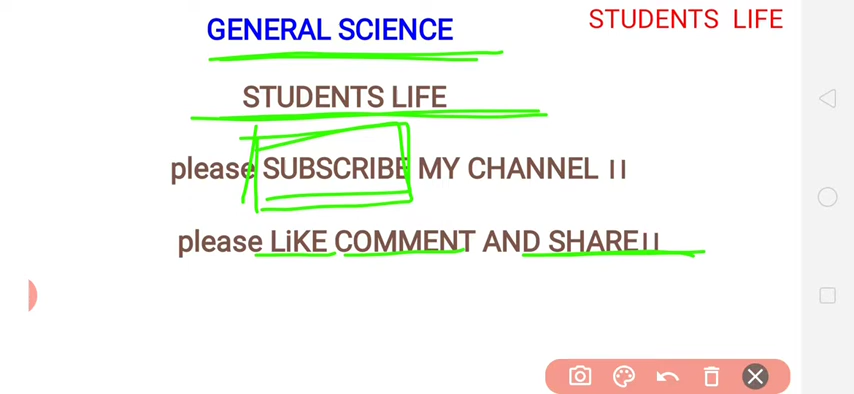 GENERAL SCIENCE
STUDENTS LIFE
STUDENTS LIFE
please SUBSCRIBE MY CHANNEL ।।
please LiKE COMMENT AND SHARE।।